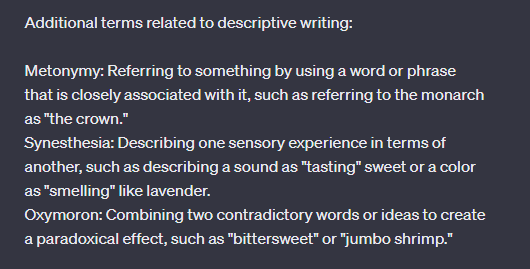 Additional terms related to descriptive writing:
Metonymy: Referring to something by using a word or phrase
that is closely associated with it, such as referring to the monarch
as "the crown."
Synesthesia: Describing one sensory experience in terms of
another, such as describing a sound as "tasting" sweet or a color
as "smelling" like lavender.
Oxymoron: Combining two contradictory words or ideas to create
a paradoxical effect, such as "bittersweet" or "jumbo shrimp."